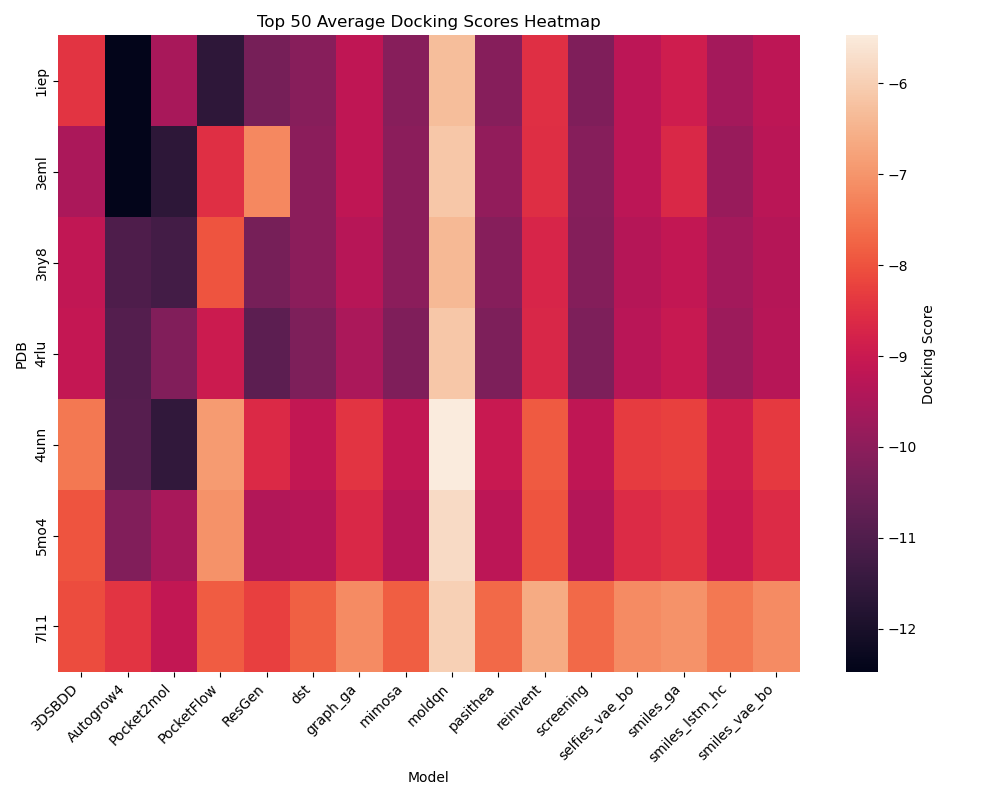 Top 50 Average Docking Scores Heatmap
PDB
1iep
3eml
3ny8
4rlu
4unn
5mo4
7l11
3DSBDD
Autogrow4
Pocket2mol
PocketFlow
ResGen
dst
graph_ga
mimosa
moldqn
pasithea
reinvent
screening
selfies_vae_bo
smiles_ga
smiles_lstm_hc
smiles_vae_bo
Model
−6
−7
−8
−9
−10
−11
−12
Docking Score